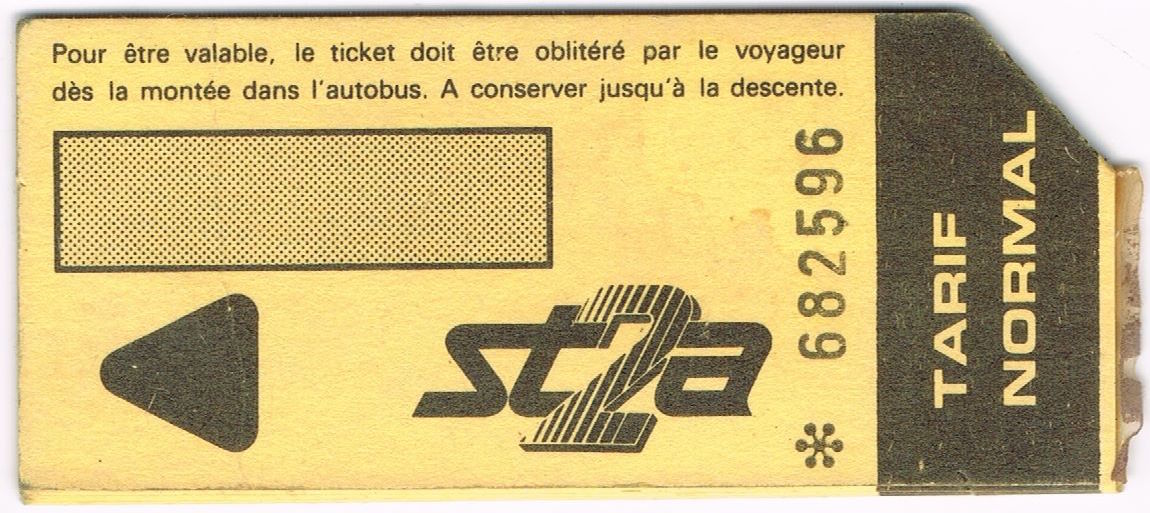 Pour être valable, le ticket doit être oblitéré par le voyageur
dès la montée dans l'autobus. A conserver jusqu'à la descente.
st2a
* 682596
TARIF
NORMAL